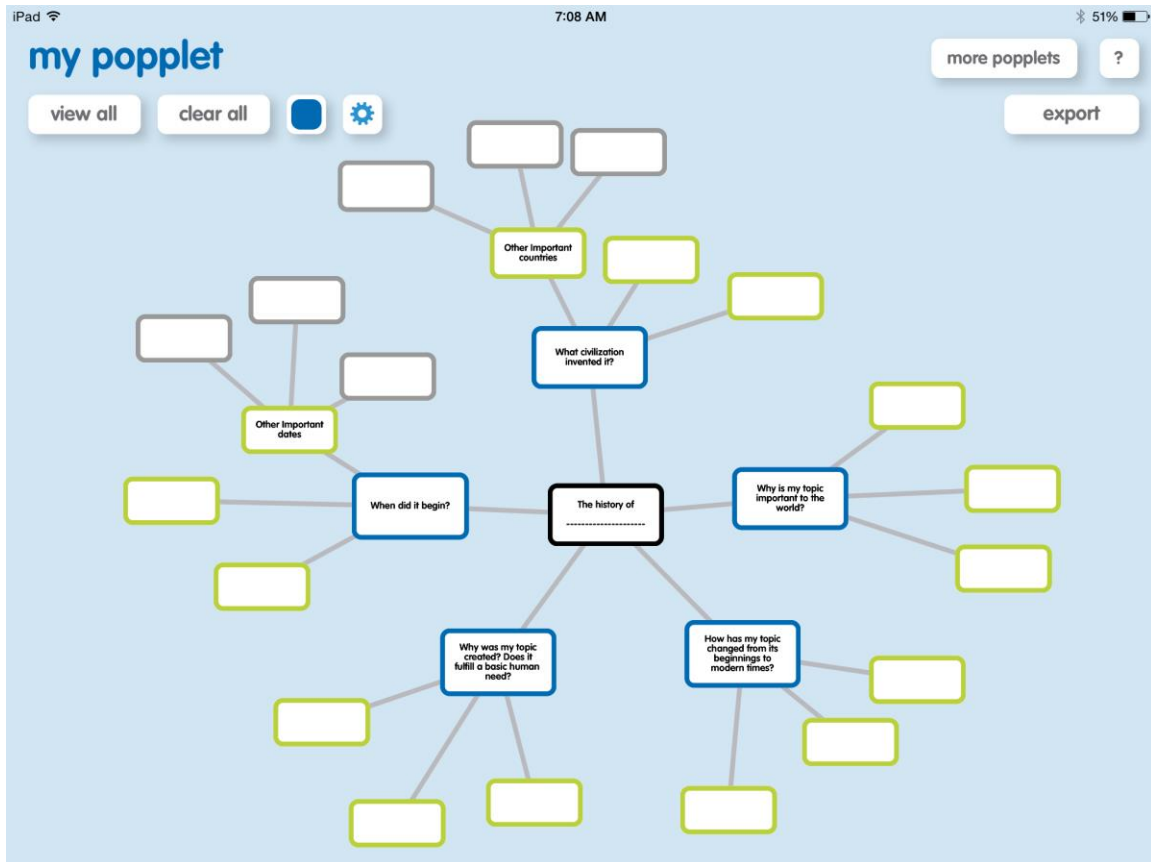 iPad 7:08 AM 51%
my popplet
more popplets ?
view all clear all export
Other Important
countries
What civilization
invented it?
Other Important
dates
When did it begin?
The history of
---------------------
Why is my topic
important to the
world?
Why was my topic
created? Does it
fulfill a basic human
need?
How has my topic
changed from its
beginnings to
modern times?